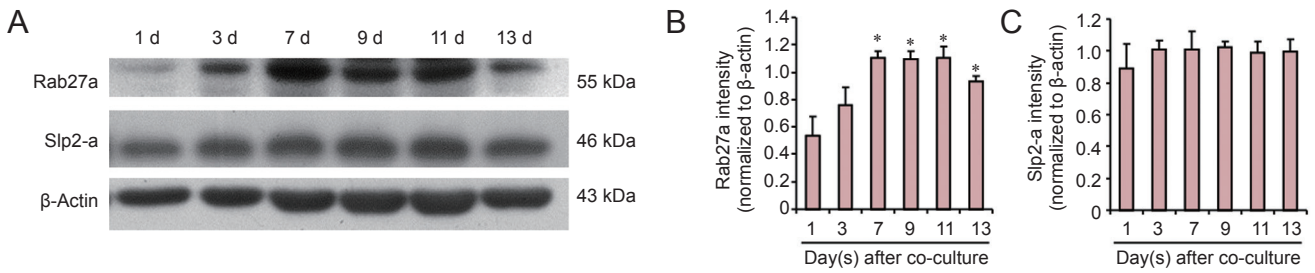 A
1 d 3 d 7 d 9 d 11 d 13 d
Rab27a
55 kDa
Slp2-a
46 kDa
β-Actin
43 kDa
B
Rab27a intensity
(normalized to β-actin)
1.4
1.2
1.0
0.8
0.6
0.4
0.2
0
* * * *
1 3 7 9 11 13
Day(s) after co-culture
C
Slp2-a intensity
(normalized to β-actin)
1.2
1.0
0.8
0.6
0.4
0.2
0
1 3 7 9 11 13
Day(s) after co-culture